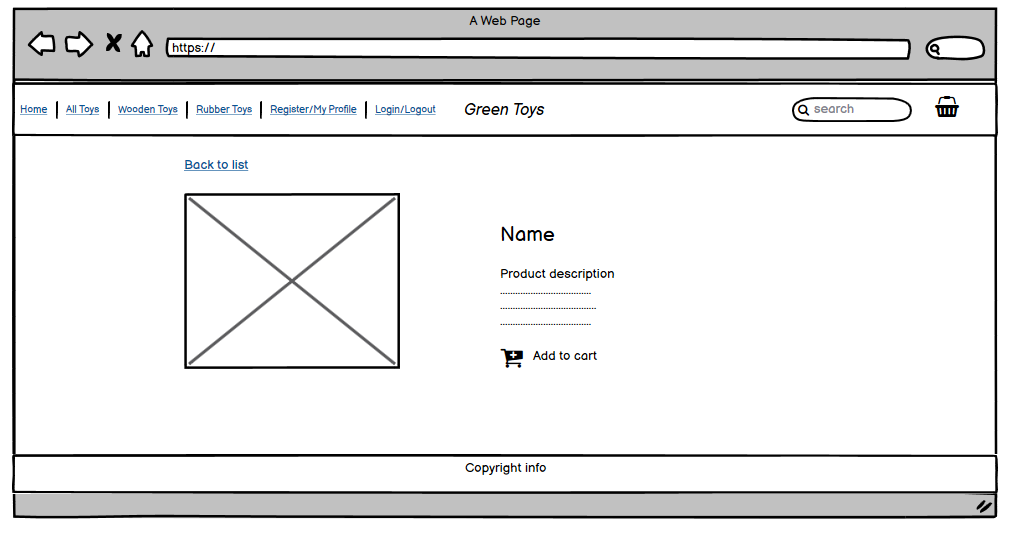 A Web Page
https://
Home | All Toys | Wooden Toys | Rubber Toys | Register/My Profile | Login/Logout Green Toys search
Back to list
Name
Product description
Add to cart
Copyright info